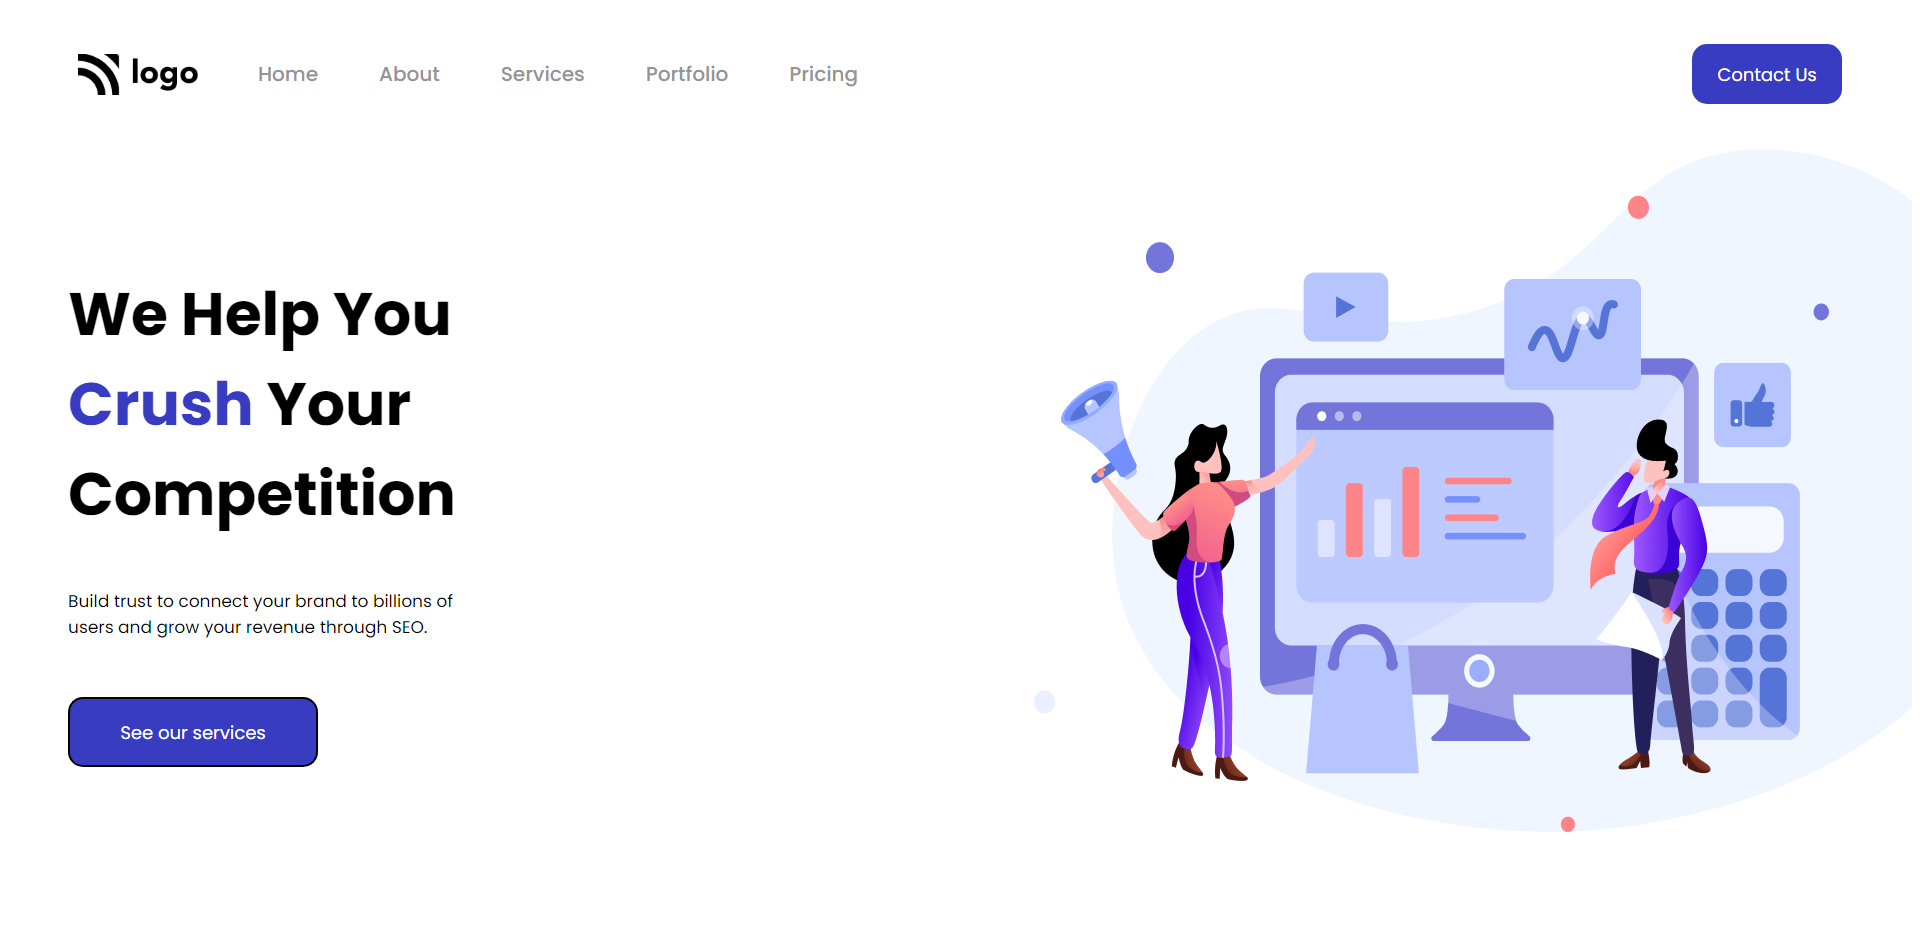 logo Home About Services Portfolio Pricing Contact Us
We Help You
Crush Your
Competition
Build trust to connect your brand to billions of
users and grow your revenue through SEO.
See our services